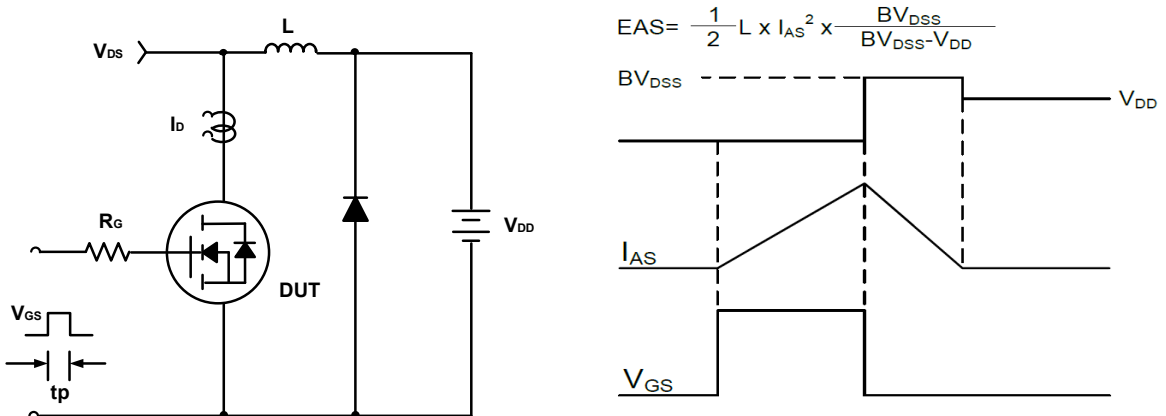 L
VDS
ID
RG
VDD
DUT
VGS
tp
EAS= 1/2 L x IAS² x BVDSS/BVDSS-VDD
BVDSS
VDD
IAS
VGS